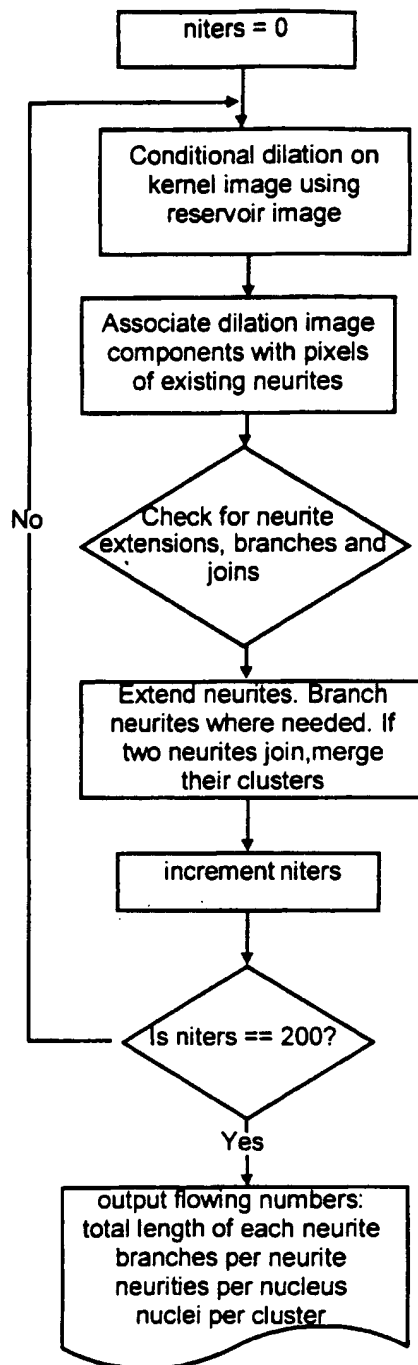 niters = 0
Conditional dilation on
kernel image using
reservoir image
Associate dilation image
components with pixels
of existing neurites
No
Check for neurite
extensions, branches and
joins
Extend neurites. Branch
neurites where needed. If
two neurites join,merge
their clusters
increment niters
Is niters == 200?
Yes
output flowing numbers:
total length of each neurite
branches per neurite
neurities per nucleus
nuclei per cluster